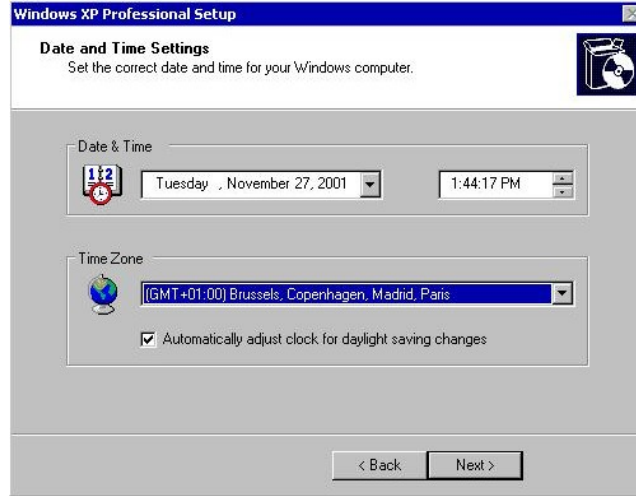 Windows XP Professional Setup
Date and Time Settings
Set the correct date and time for your Windows computer.
Date & Time
1 2
Tuesday , November 27, 2001
1:44:17 PM
Time Zone
(GMT+01:00) Brussels, Copenhagen, Madrid, Paris
Automatically adjust clock for daylight saving changes
< Back
Next >